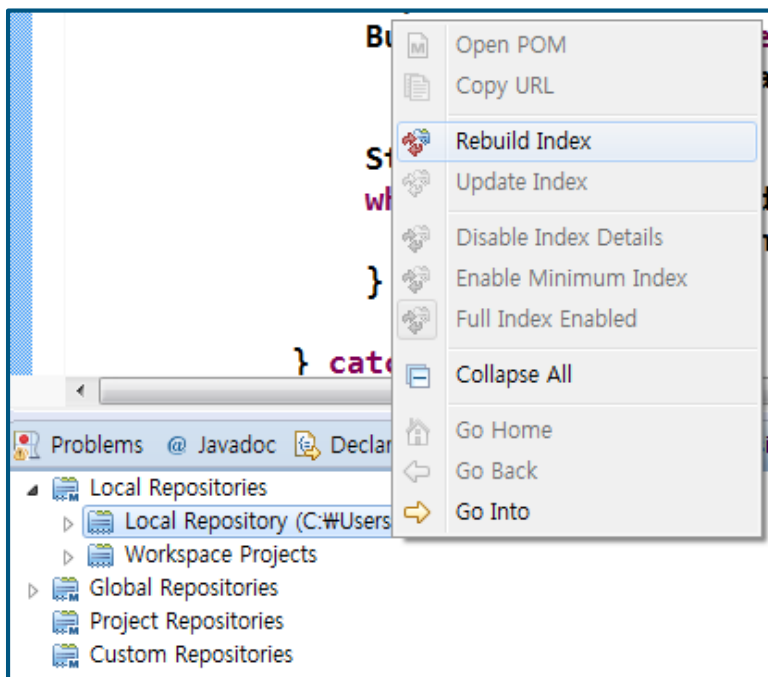 Bu
Open POM
Copy URL
St
Rebuild Index
Update Index
wh
Disable Index Details
}
Enable Minimum Index
Full Index Enabled
} catc
Collapse All
Go Home
Problems @ Javadoc Declar
Go Back
Local Repositories
Go Into
Local Repository (C:₩Users
Workspace Projects
Global Repositories
Project Repositories
Custom Repositories